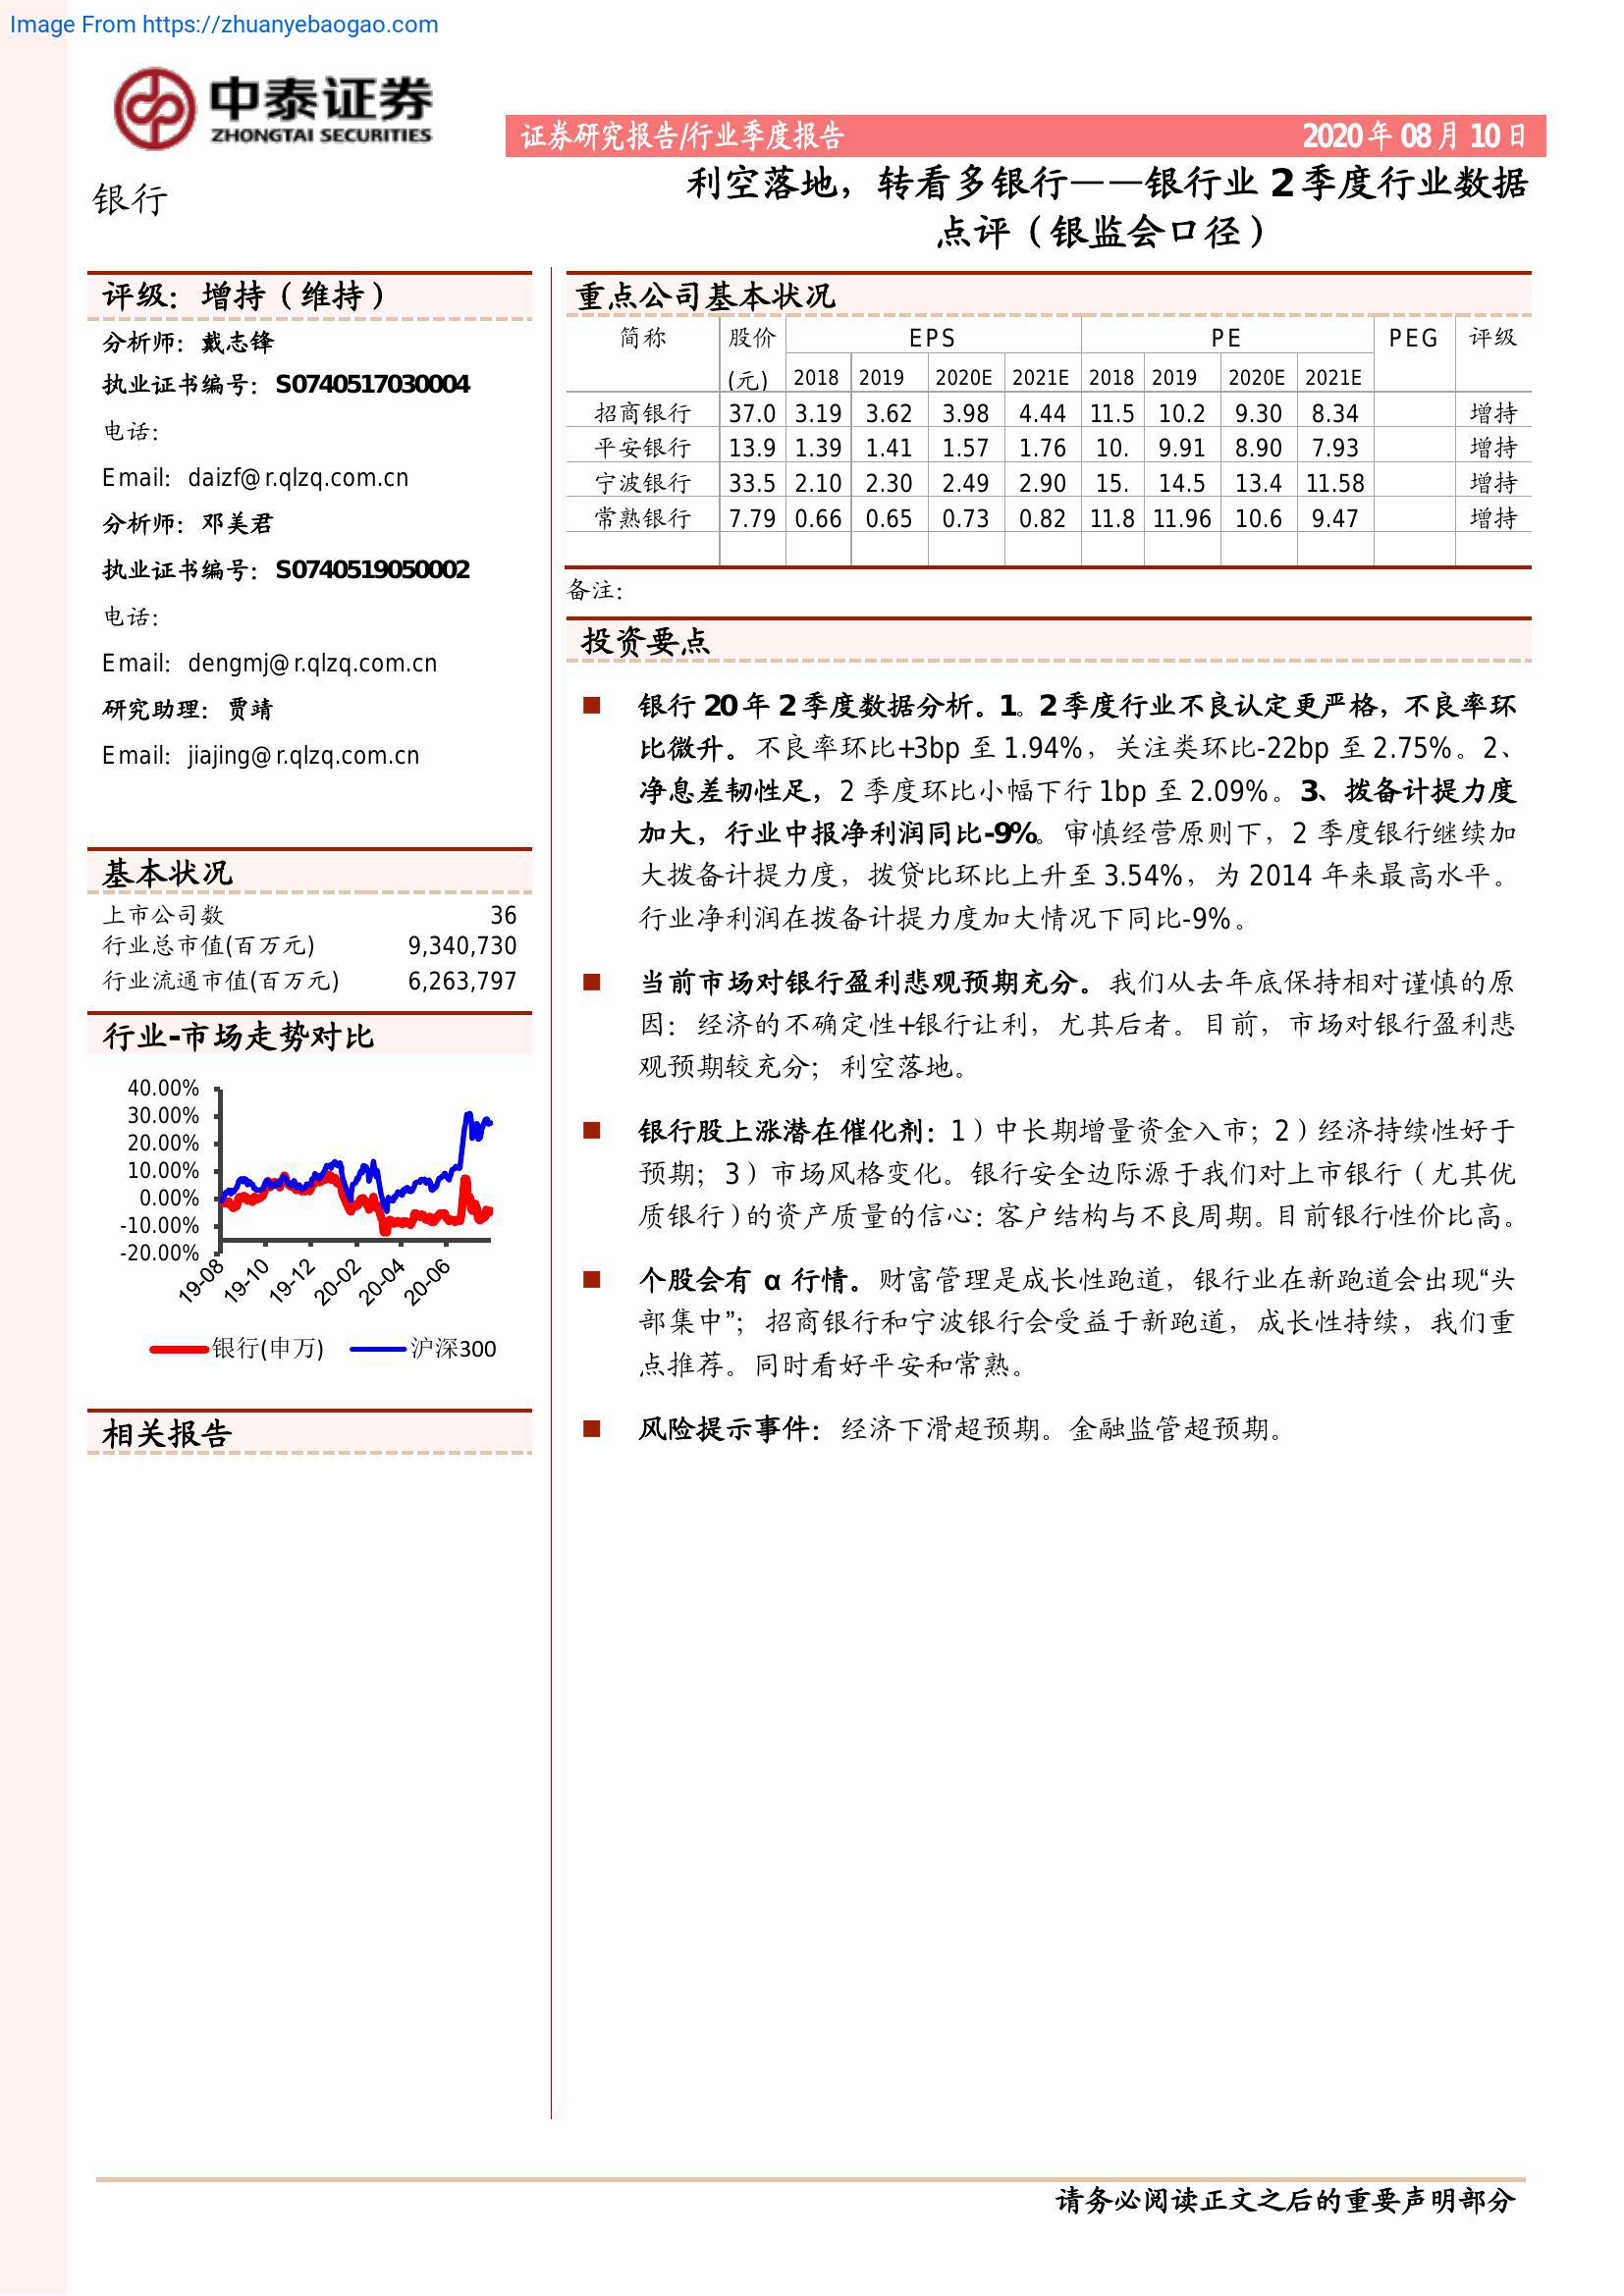 Image From https://zhuanyebaogao.com
中泰证券
ZHONGTAI SECURITIES
证券研究报告/行业季度报告 2020 年 08 月 10 日
银行
利空落地，转看多银行——银行业 2 季度行业数据
点评（银监会口径）
评级：增持（维持）
分析师：戴志锋
执业证书编号：S0740517030004
电话：
Email：daizf@r.qlzq.com.cn
分析师：邓美君
执业证书编号：S0740519050002
电话：
Email：dengmj@r.qlzq.com.cn
研究助理：贾靖
Email：jiajing@r.qlzq.com.cn
基本状况
上市公司数 36
行业总市值(百万元) 9,340,730
行业流通市值(百万元) 6,263,797
行业-市场走势对比
40.00%
30.00%
20.00%
10.00%
0.00%
-10.00%
-20.00%
19-08 19-10 19-12 20-02 20-04 20-06
银行(申万) 沪深300
相关报告
重点公司基本状况
简称 股价 EPS PE PEG 评级
(元) 2018 2019 2020E 2021E 2018 2019 2020E 2021E
招商银行 37.0 3.19 3.62 3.98 4.44 11.5 10.2 9.30 8.34 增持
平安银行 13.9 1.39 1.41 1.57 1.76 10. 9.91 8.90 7.93 增持
宁波银行 33.5 2.10 2.30 2.49 2.90 15. 14.5 13.4 11.58 增持
常熟银行 7.79 0.66 0.65 0.73 0.82 11.8 11.96 10.6 9.47 增持
备注：
投资要点
银行 20 年 2 季度数据分析。1。2 季度行业不良认定更严格，不良率环
比微升。不良率环比+3bp 至 1.94%，关注类环比-22bp 至 2.75%。2、
净息差韧性足，2 季度环比小幅下行 1bp 至 2.09%。3、拨备计提力度
加大，行业中报净利润同比-9%。审慎经营原则下，2 季度银行继续加
大拨备计提力度，拨贷比环比上升至 3.54%，为 2014 年来最高水平。
行业净利润在拨备计提力度加大情况下同比-9%。
当前市场对银行盈利悲观预期充分。我们从去年底保持相对谨慎的原
因：经济的不确定性+银行让利，尤其后者。目前，市场对银行盈利悲
观预期较充分；利空落地。
银行股上涨潜在催化剂：1）中长期增量资金入市；2）经济持续性好于
预期；3）市场风格变化。银行安全边际源于我们对上市银行（尤其优
质银行）的资产质量的信心：客户结构与不良周期。目前银行性价比高。
个股会有 α 行情。财富管理是成长性跑道，银行业在新跑道会出现“头
部集中”；招商银行和宁波银行会受益于新跑道，成长性持续，我们重
点推荐。同时看好平安和常熟。
风险提示事件：经济下滑超预期。金融监管超预期。
请务必阅读正文之后的重要声明部分